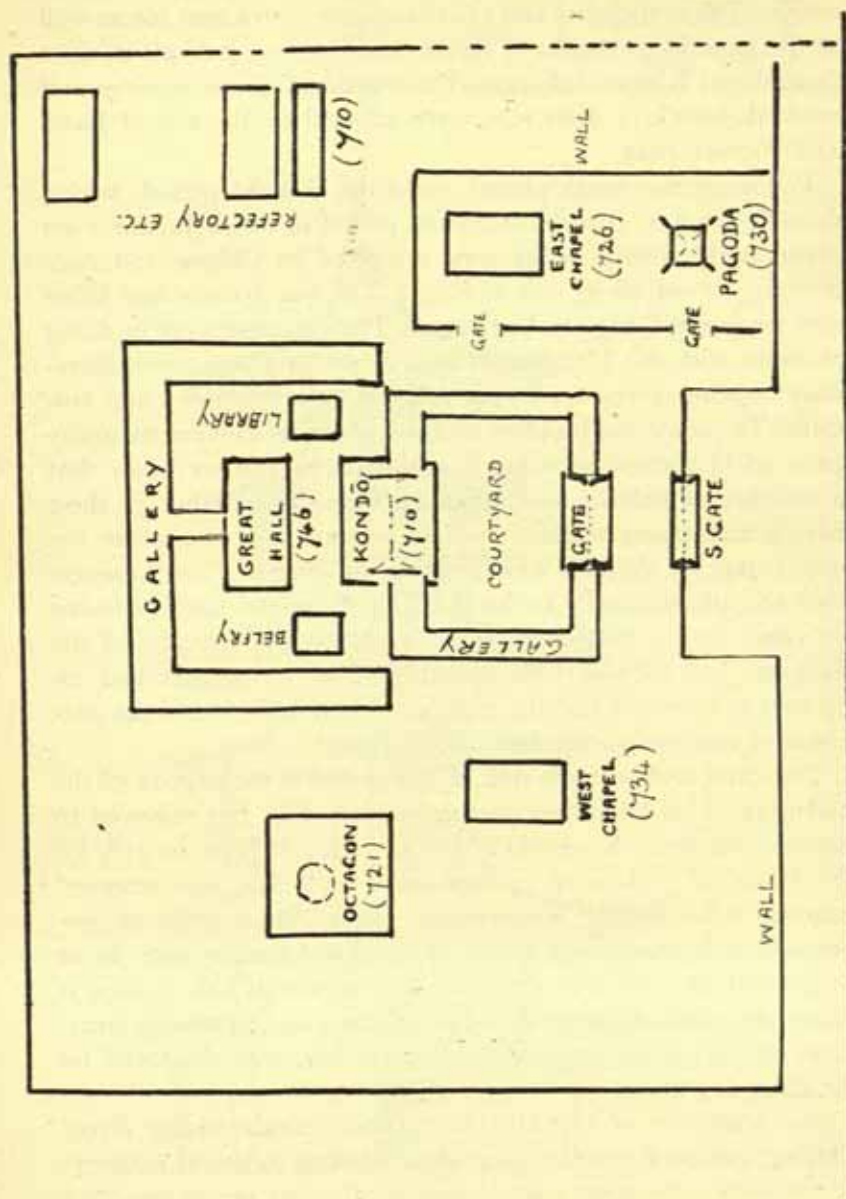 REFECTORY ETC.
(710)
WALL
EAST
CHAPEL
(726)
PAGODA
(730)
GATE
GATE
GALLERY
LIBRARY
GREAT
HALL
(746)
BELFRY
KONDŌ
(710)
COURTYARD
GATE
S.GATE
GALLERY
OCTAGON
(721)
WEST
CHAPEL
(734)
WALL